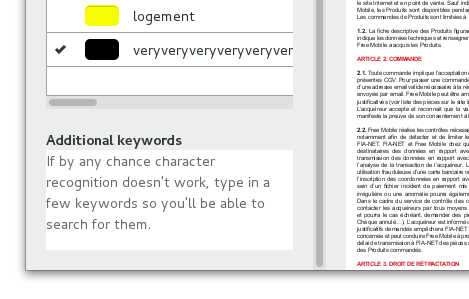 logement
veryveryveryveryveryver
Additional keywords
If by any chance character
recognition doesn't work, type in a
few keywords so you'll be able to
search for them.
le site Internet et en point de vente. Sauf indi
Mobile, les Produits sont disponibles pendan
Les commandes de Produits sont limitées à
1.2. La fiche descriptive des Produits figuran
indique les données techniques et renseignem
Free Mobile a acquis les Produits.
ARTICLE 2. COMMANDE
2.1. Toute commande implique l'acceptation
présentes CGV. Pour passer une commande
d'une adresse email valide nécessaire à la
envoyée par email. Free Mobile peut être am
justificatives (voir liste des pièces sur le site In
L'acquéreur accepte et reconnait que la va
manifeste la preuve de son consentement à l
2.2. Free Mobile réalise les contrôles nécessa
notamment afin de détecter et de limiter le
FIA-NET. FIA-NET et Free Mobile chez qu
destinataires des données en rapport avec
transmission des données en rapport avec
l'analyse de la transaction de l'acquéreur. L
utilisation frauduleuse d'une carte bancaire o
l'inscription des coordonnées en rapport ave
sein d'un fichier incident de paiement mis
irrégulière ou une anomalie pourra égaleme
Dans le cadre du service de contrôle des c
contacter les acquéreurs par tous moyens
et pourra le cas échéant, demander des pi
Chèque annulé…). L'acquéreur est informé q
justificatifs demandés empêchera FIA-NET
concernée et peut conduire Free Mobile à pro
délai de transmission à FIA-NET des pièces s
des Produits commandés.
ARTICLE 3. DROIT DE RÉTRACTATION